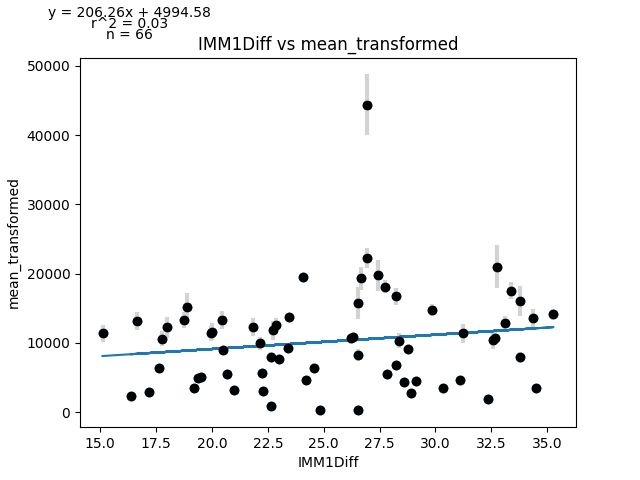 y = 206.26x + 4994.58
r^2 = 0.03
n = 66
IMM1Diff vs mean_transformed
50000
40000
30000
20000
10000
0
mean_transformed
15.0 17.5 20.0 22.5 25.0 27.5 30.0 32.5 35.0
IMM1Diff